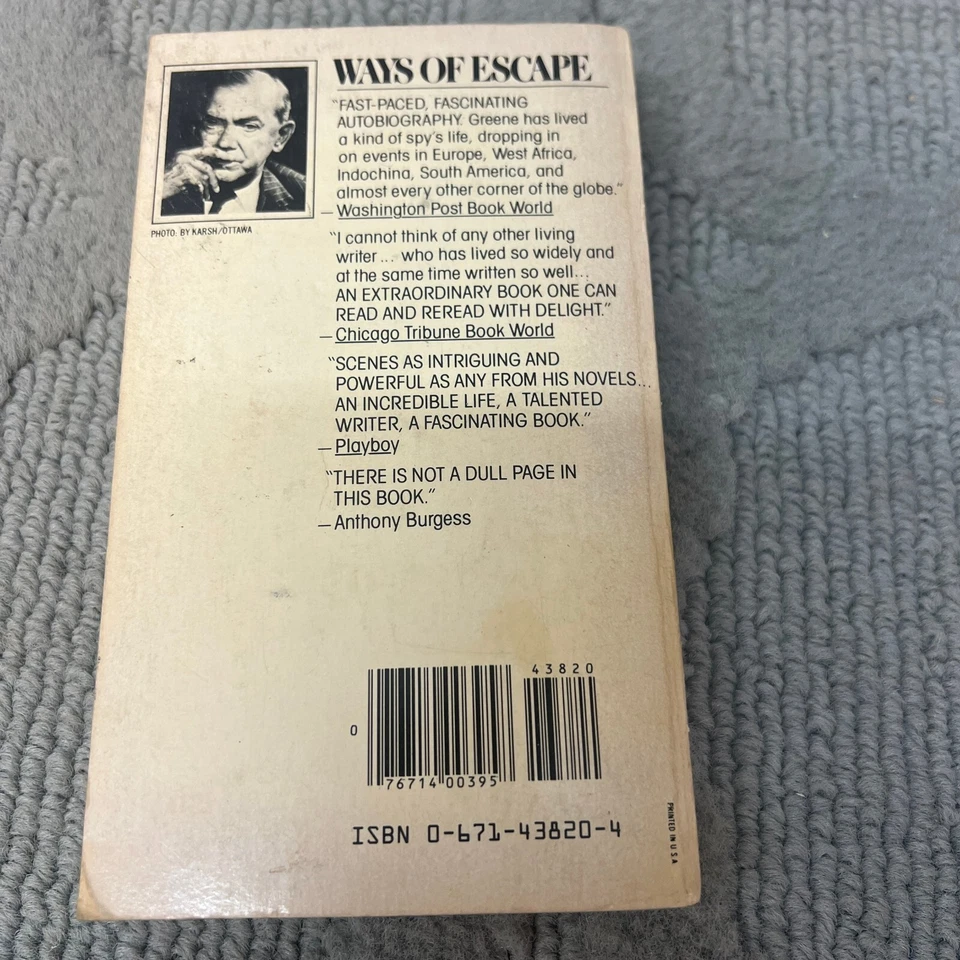 WAYS OF ESCAPE
"FAST-PACED, FASCINATING
AUTOBIOGRAPHY. Greene has lived
a kind of spy's life, dropping in
on events in Europe, West Africa,
Indochina, South America, and
almost every other corner of the globe."
— Washington Post Book World
PHOTO: BY KARSH/OTTAWA
"I cannot think of any other living
writer... who has lived so widely and
at the same time written so well...
AN EXTRAORDINARY BOOK ONE CAN
READ AND REREAD WITH DELIGHT."
— Chicago Tribune Book World
"SCENES AS INTRIGUING AND
POWERFUL AS ANY FROM HIS NOVELS...
AN INCREDIBLE LIFE, A TALENTED
WRITER, A FASCINATING BOOK."
— Playboy
"THERE IS NOT A DULL PAGE IN
THIS BOOK."
— Anthony Burgess
43820
0
76714 00395
ISBN 0-671-43820-4
PRINTED IN U.S.A